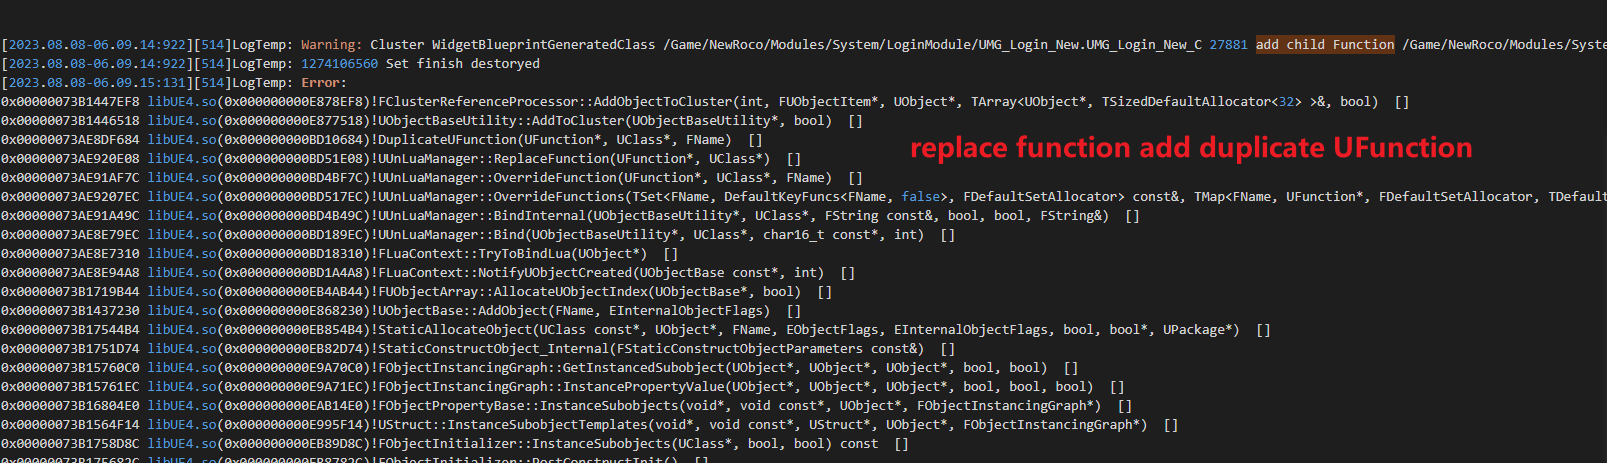 [2023.08.08-06.09.14:922][514]LogTemp: Warning: Cluster WidgetBlueprintGeneratedClass /Game/NewRoco/Modules/System/LoginModule/UMG_Login_New.UMG_Login_New_C 27881 add child Function /Game/NewRoco/Modules/Syste
[2023.08.08-06.09.14:922][514]LogTemp: 1274106560 Set finish destoryed
[2023.08.08-06.09.15:131][514]LogTemp: Error:
0x00000073B1447EF8 libUE4.so(0x000000000E878EF8)!FClusterReferenceProcessor::AddObjectToCluster(int, FUObjectItem*, UObject*, TArray<UObject*, TSizedDefaultAllocator<32> >&, bool)  []
0x00000073B1446518 libUE4.so(0x000000000E877518)!UObjectBaseUtility::AddToCluster(UObjectBaseUtility*, bool)  []
0x00000073AE8DF684 libUE4.so(0x000000000BD10684)!DuplicateUFunction(UFunction*, UClass*, FName)  []
replace function add duplicate UFunction
0x00000073AE920E08 libUE4.so(0x000000000BD51E08)!UUnLuaManager::ReplaceFunction(UFunction*, UClass*)  []
0x00000073AE91AF7C libUE4.so(0x000000000BD4BF7C)!UUnLuaManager::OverrideFunction(UFunction*, UClass*, FName)  []
0x00000073AE9207EC libUE4.so(0x000000000BD517EC)!UUnLuaManager::OverrideFunctions(TSet<FName, DefaultKeyFuncs<FName, false>, FDefaultSetAllocator> const&, TMap<FName, UFunction*, FDefaultSetAllocator, TDefault
0x00000073AE91A49C libUE4.so(0x000000000BD4B49C)!UUnLuaManager::BindInternal(UObjectBaseUtility*, UClass*, FString const&, bool, bool, FString&)  []
0x00000073AE8E79EC libUE4.so(0x000000000BD189EC)!UUnLuaManager::Bind(UObjectBaseUtility*, UClass*, char16_t const*, int)  []
0x00000073AE8E7310 libUE4.so(0x000000000BD18310)!FLuaContext::TryToBindLua(UObject*)  []
0x00000073AE8E94A8 libUE4.so(0x000000000BD1A4A8)!FLuaContext::NotifyUObjectCreated(UObjectBase const*, int)  []
0x00000073B1719B44 libUE4.so(0x000000000EB4AB44)!FUObjectArray::AllocateUObjectIndex(UObjectBase*, bool)  []
0x00000073B1437230 libUE4.so(0x000000000E868230)!UObjectBase::AddObject(FName, EInternalObjectFlags)  []
0x00000073B17544B4 libUE4.so(0x000000000EB854B4)!StaticAllocateObject(UClass const*, UObject*, FName, EObjectFlags, EInternalObjectFlags, bool, bool*, UPackage*)  []
0x00000073B1751D74 libUE4.so(0x000000000EB82D74)!StaticConstructObject_Internal(FStaticConstructObjectParameters const&)  []
0x00000073B15760C0 libUE4.so(0x000000000E9A70C0)!FObjectInstancingGraph::GetInstancedSubobject(UObject*, UObject*, UObject*, bool, bool)  []
0x00000073B15761EC libUE4.so(0x000000000E9A71EC)!FObjectInstancingGraph::InstancePropertyValue(UObject*, UObject*, UObject*, bool, bool, bool)  []
0x00000073B16804E0 libUE4.so(0x000000000EAB14E0)!FObjectPropertyBase::InstanceSubobjects(void*, void const*, UObject*, FObjectInstancingGraph*)  []
0x00000073B1564F14 libUE4.so(0x000000000E995F14)!UStruct::InstanceSubobjectTemplates(void*, void const*, UStruct*, UObject*, FObjectInstancingGraph*)  []
0x00000073B1758D8C libUE4.so(0x000000000EB89D8C)!FObjectInitializer::InstanceSubobjects(UClass*, bool, bool) const  []
0x00000073B175682C libUE4.so(0x000000000EB8782C)!FObjectInitializer::PostConstructInit()  []